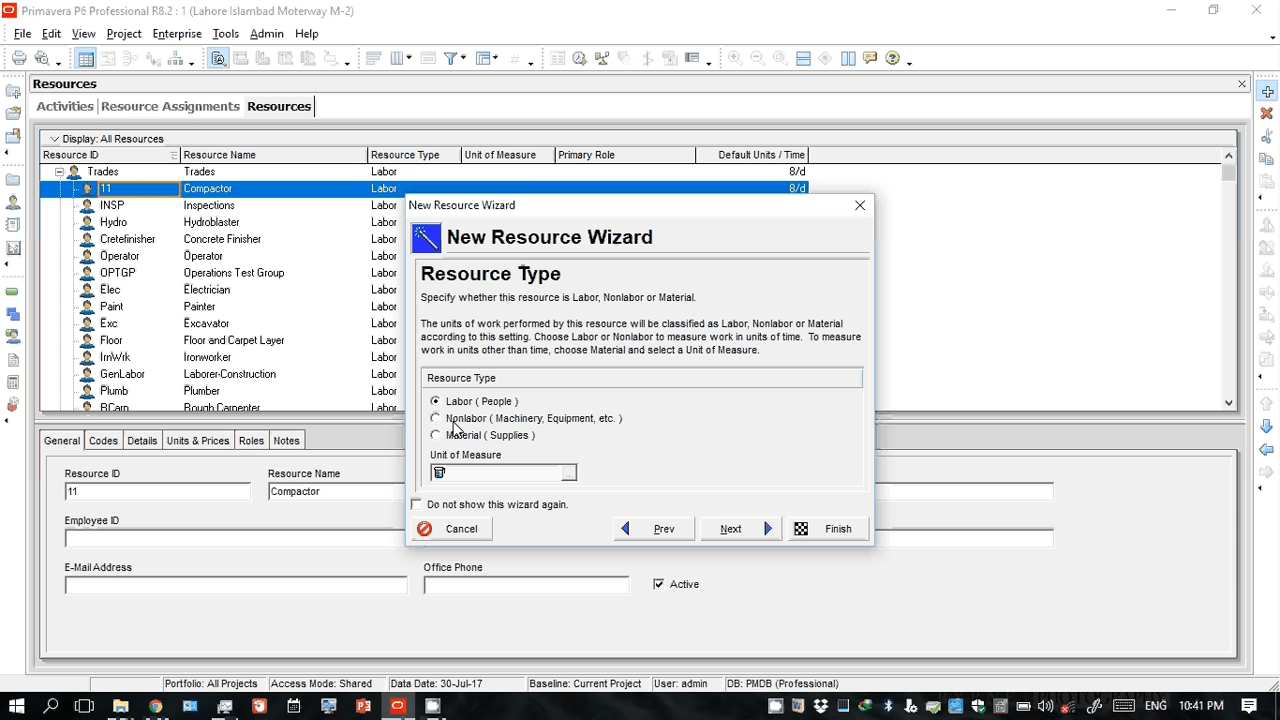 Primavera P6 Professional R8.2 : 1 (Lahore Islambad Moterway M-2)
File Edit View Project Enterprise Tools Admin Help
Resources
Activities Resource Assignments Resources
Display: All Resources
Resource ID Resource Name Resource Type Unit of Measure Primary Role Default Units / Time
Trades Trades Labor 8/d
11 Compactor Labor 8/d
INSP Inspections Labor
Hydro Hydroblaster Labor
Cretefinisher Concrete Finisher Labor
Operator Operator Labor
OPTGP Operations Test Group Labor
Elec Electrician Labor
Paint Painter Labor
Exc Excavator Labor
Floor Floor and Carpet Layer Labor
IrnWrk Ironworker Labor
GenLabor Laborer-Construction Labor
Plumb Plumber Labor
BCarp Rough Carpenter Labor
New Resource Wizard
New Resource Wizard
Resource Type
Specify whether this resource is Labor, Nonlabor or Material.
The units of work performed by this resource will be classified as Labor, Nonlabor or Material
according to this setting. Choose Labor or Nonlabor to measure work in units of time. To measure
work in units other than time, choose Material and select a Unit of Measure.
Resource Type
Labor ( People )
Nonlabor ( Machinery, Equipment, etc. )
Material ( Supplies )
Unit of Measure
...
Do not show this wizard again.
Cancel Prev Next Finish
General Codes Details Units & Prices Roles Notes
Resource ID Resource Name
11 Compactor
Employee ID
E-Mail Address Office Phone
Active
Portfolio: All Projects Access Mode: Shared Data Date: 30-Jul-17 Baseline: Current Project User: admin DB: PMDB (Professional)
ENG 10:41 PM